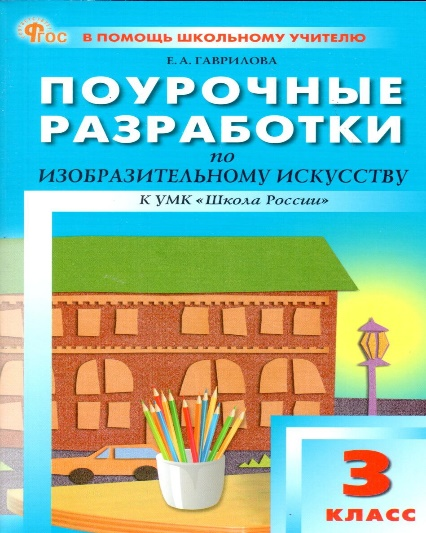 ФГОС
В ПОМОЩЬ ШКОЛЬНОМУ УЧИТЕЛЮ
Е. А. ГАВРИЛОВА
ПОУРОЧНЫЕ
РАЗРАБОТКИ
по
ИЗОБРАЗИТЕЛЬНОМУ ИСКУССТВУ
К УМК «Школа России»
3
КЛАСС